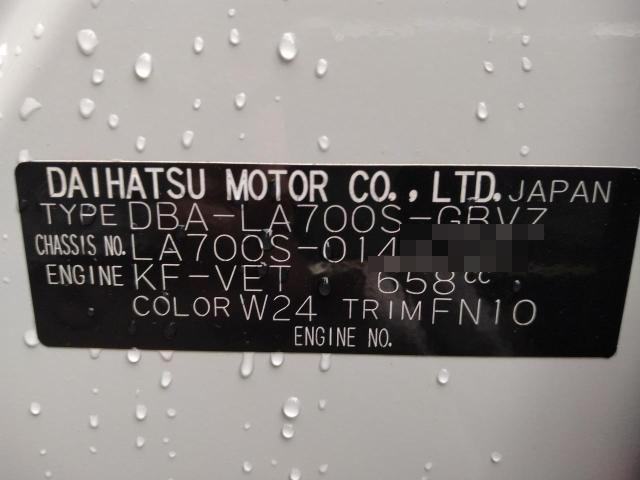 DAIHATSU MOTOR CO., LTD. JAPAN
TYPE DBA-LA700S-GBVZ
CHASSIS NO. LA700S-014
ENGINE KF-VET 658cc
COLOR W24 TRIM FN10
ENGINE NO.